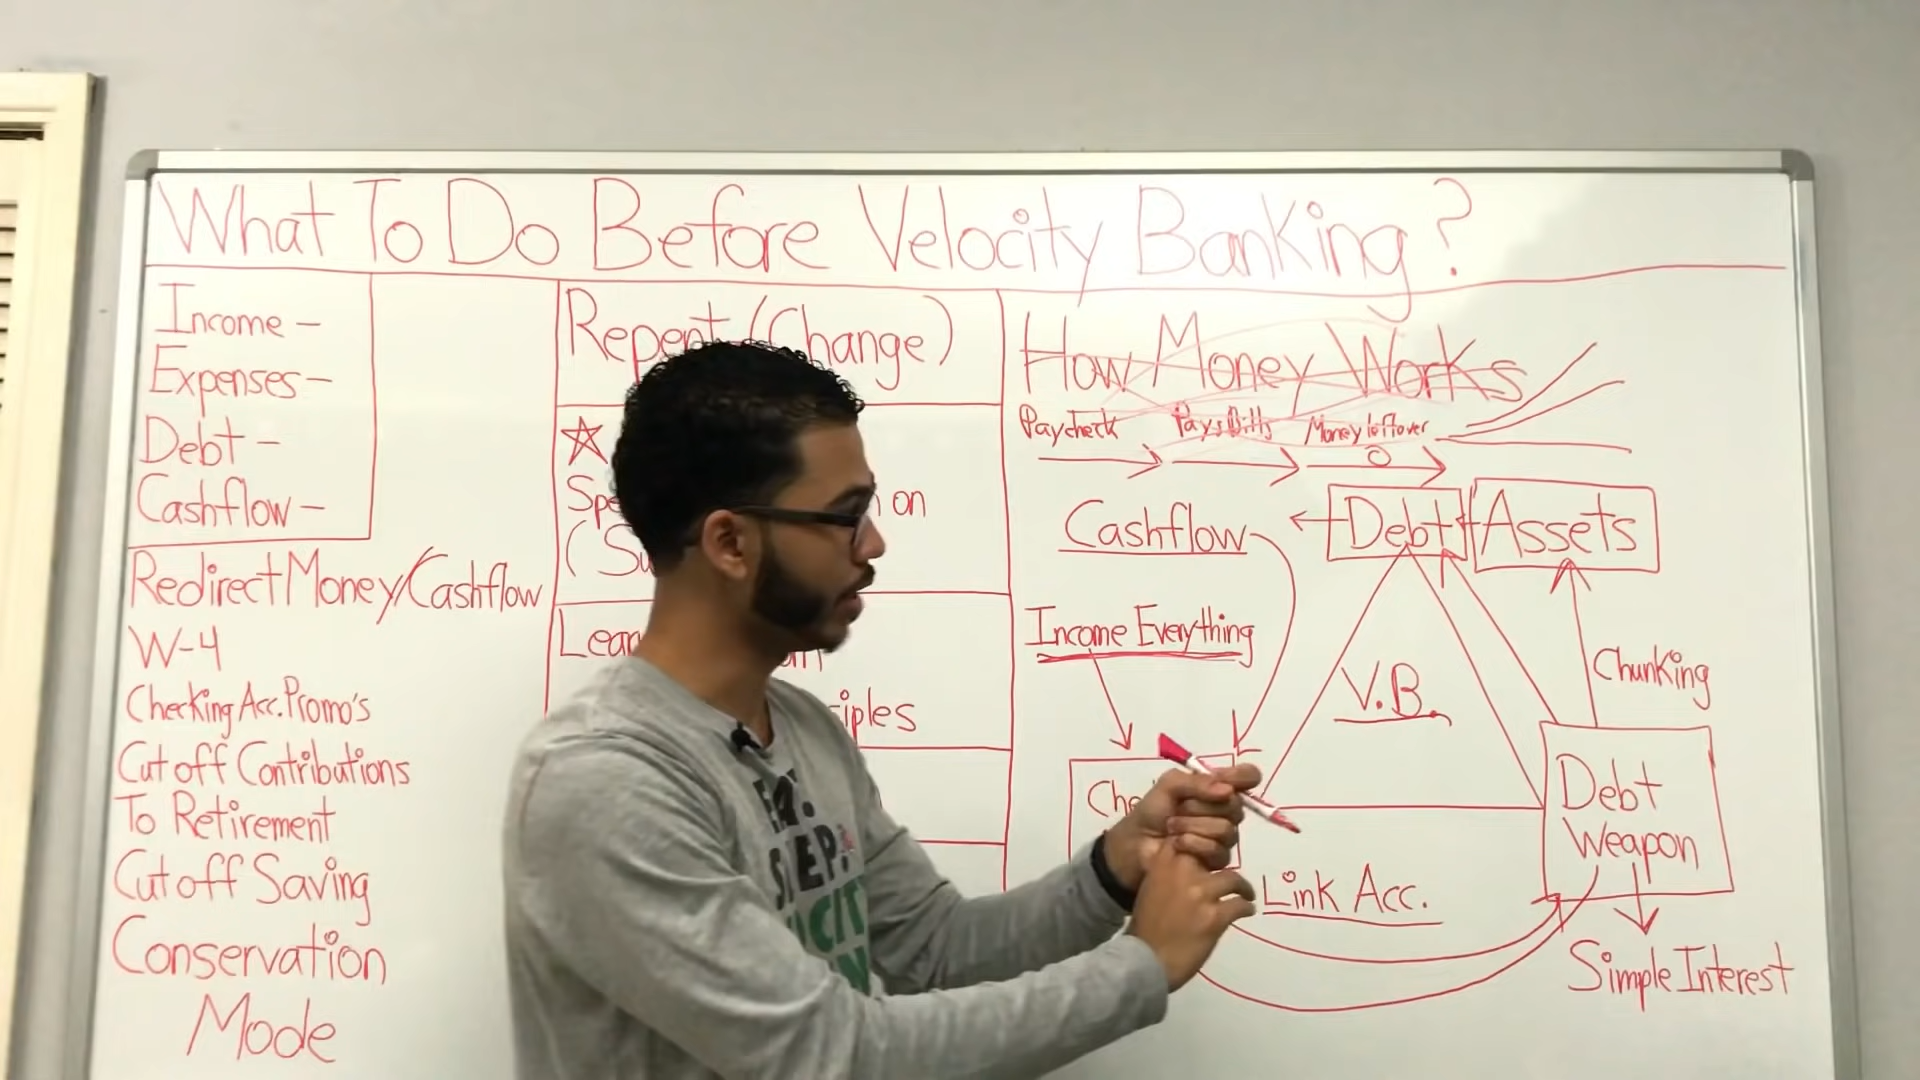 What To Do Before Velocity Banking?
Income -
Expenses -
Debt -
Cashflow -
Redirect Money/Cashflow
W-4
Checking Acc. Promo's
Cut off Contributions
To Retirement
Cut off Saving
Conservation
Mode
Repent (Change)
on
How Money Works
Paycheck Pays Bills Money leftover
Cashflow Debt Assets
Income Everything
V.B.
Chunking
Debt
Weapon
Link Acc.
Simple Interest